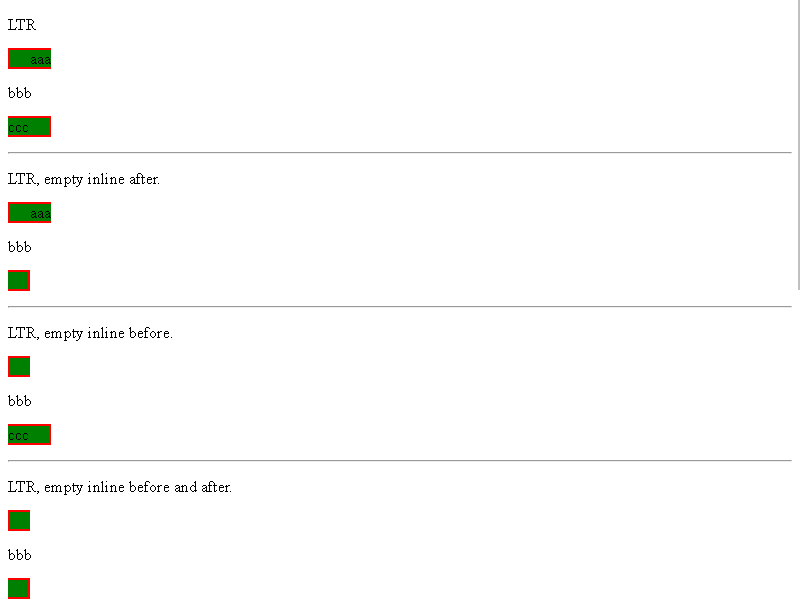 LTR
aaa
bbb
ccc
LTR, empty inline after.
aaa
bbb
LTR, empty inline before.
bbb
ccc
LTR, empty inline before and after.
bbb